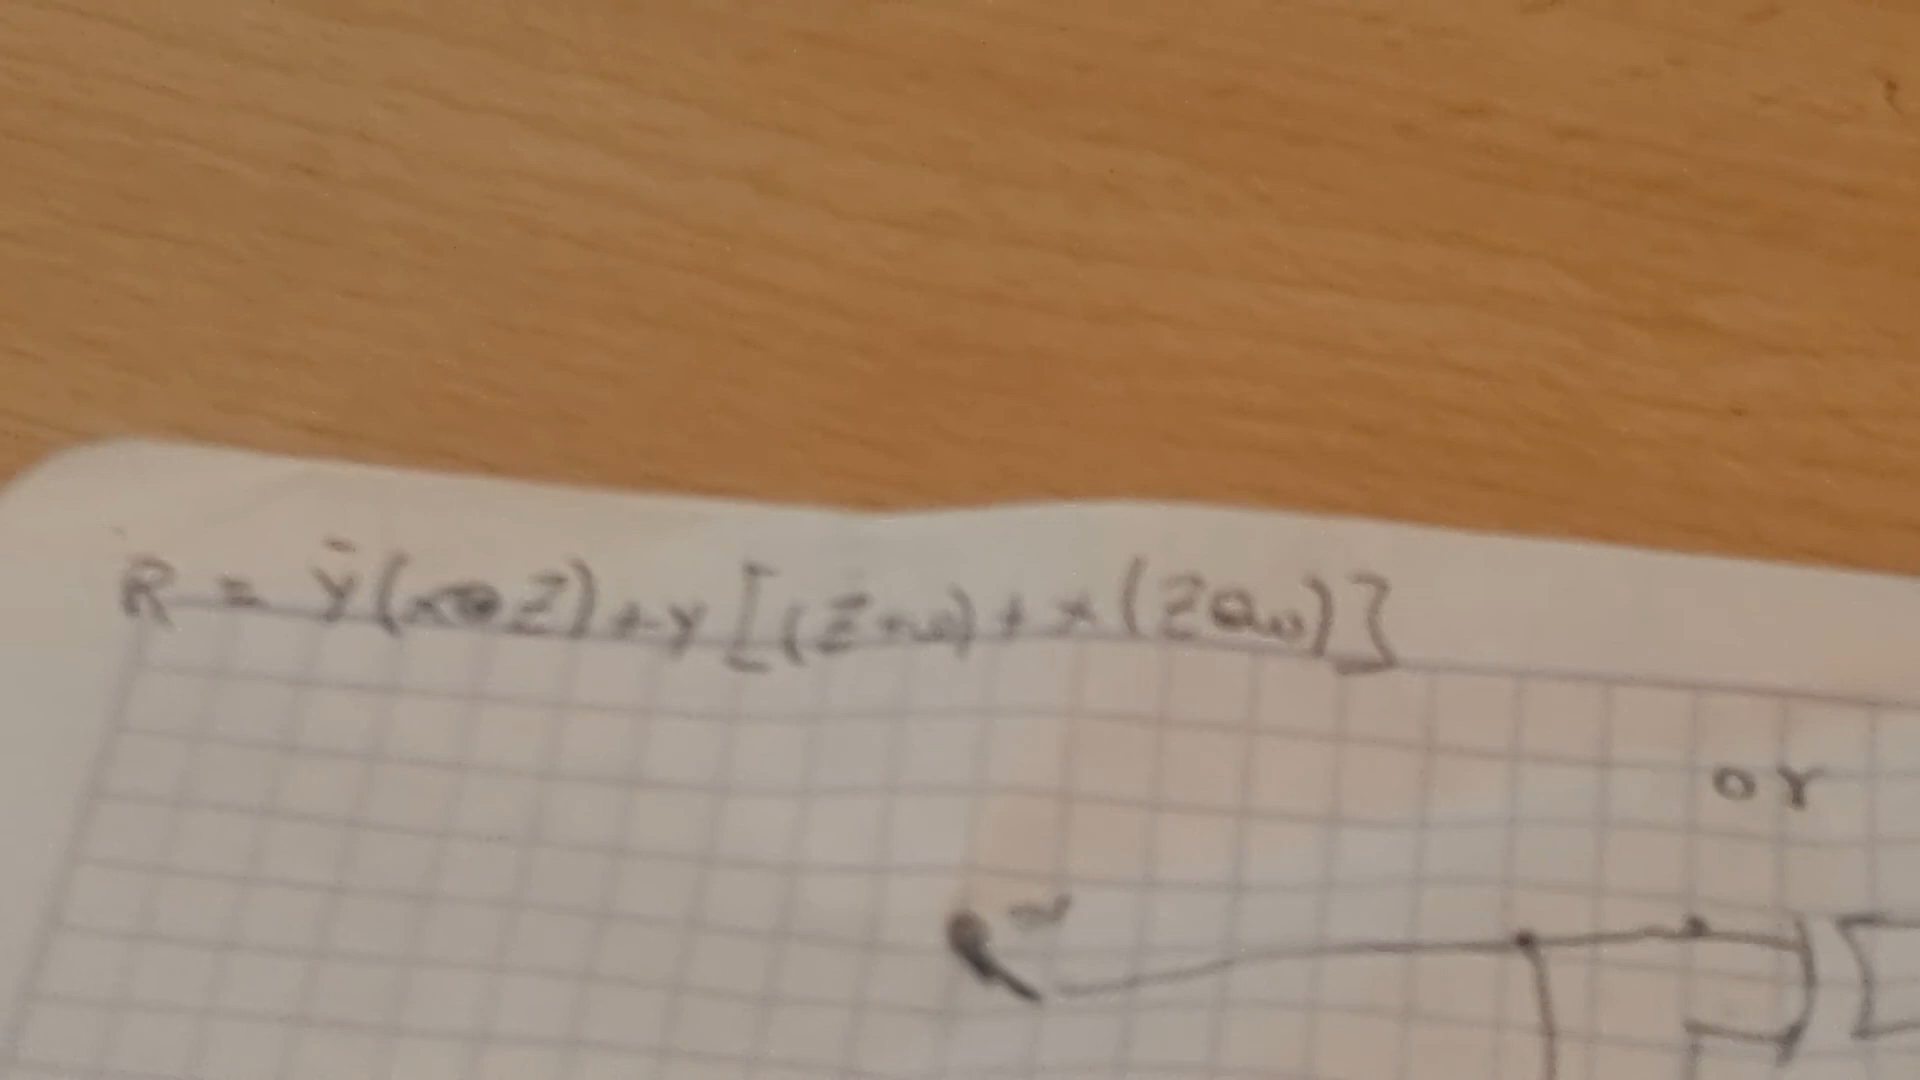 R = Ȳ(x⊕Z)+Y[(Z̄+w)+x(Z⊕w)]
or